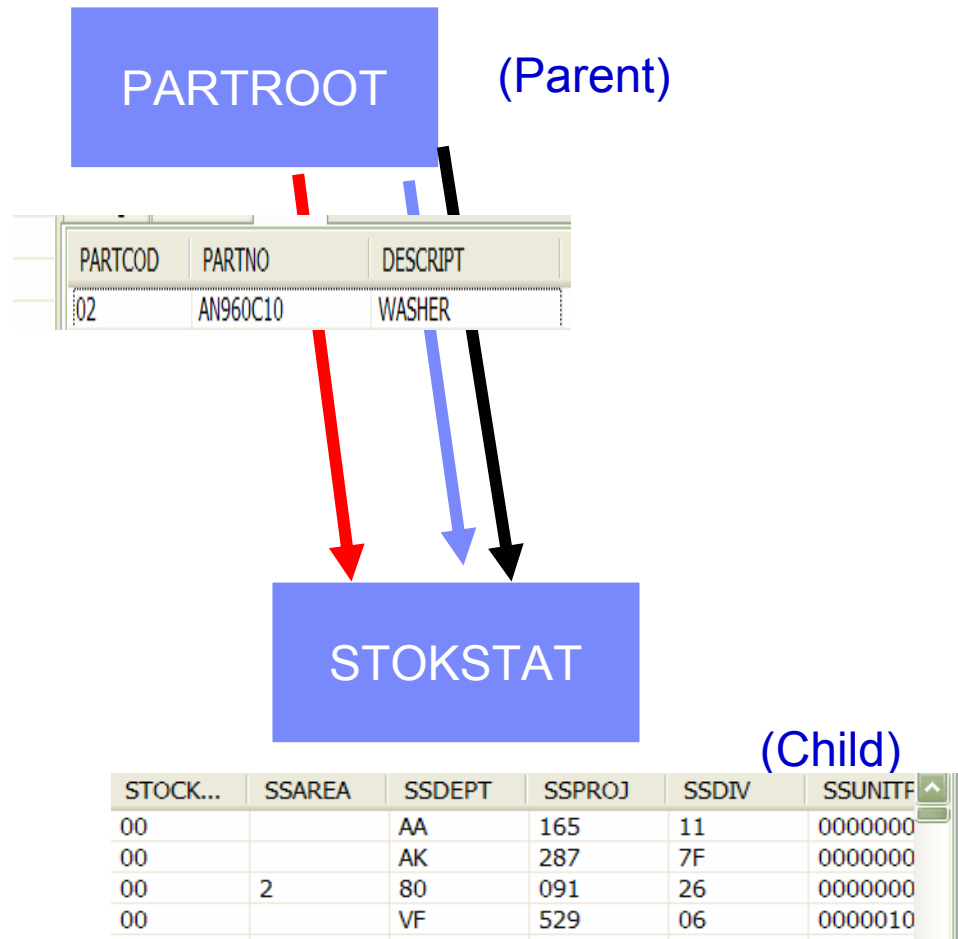 PARTROOT (Parent)
PARTCOD PARTNO DESCRIPT
02 AN960C10 WASHER
STOKSTAT
(Child)
STOCK... SSAREA SSDEPT SSPROJ SSDIV SSUNITF
00 AA 165 11 0000000
00 AK 287 7F 0000000
00 2 80 091 26 0000000
00 VF 529 06 0000010